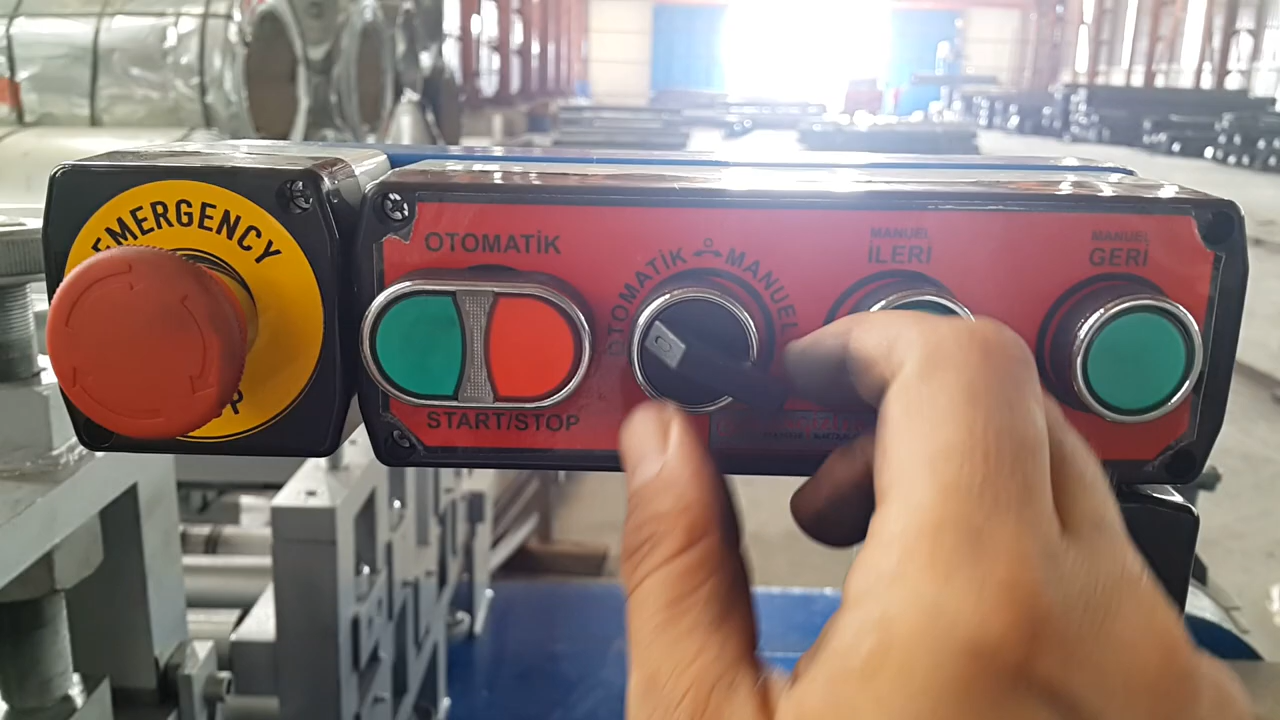 EMERGENCY
OTOMATİK
START/STOP
OTOMATİK
MANUEL
MANUEL
İLERİ
MANUEL
GERİ